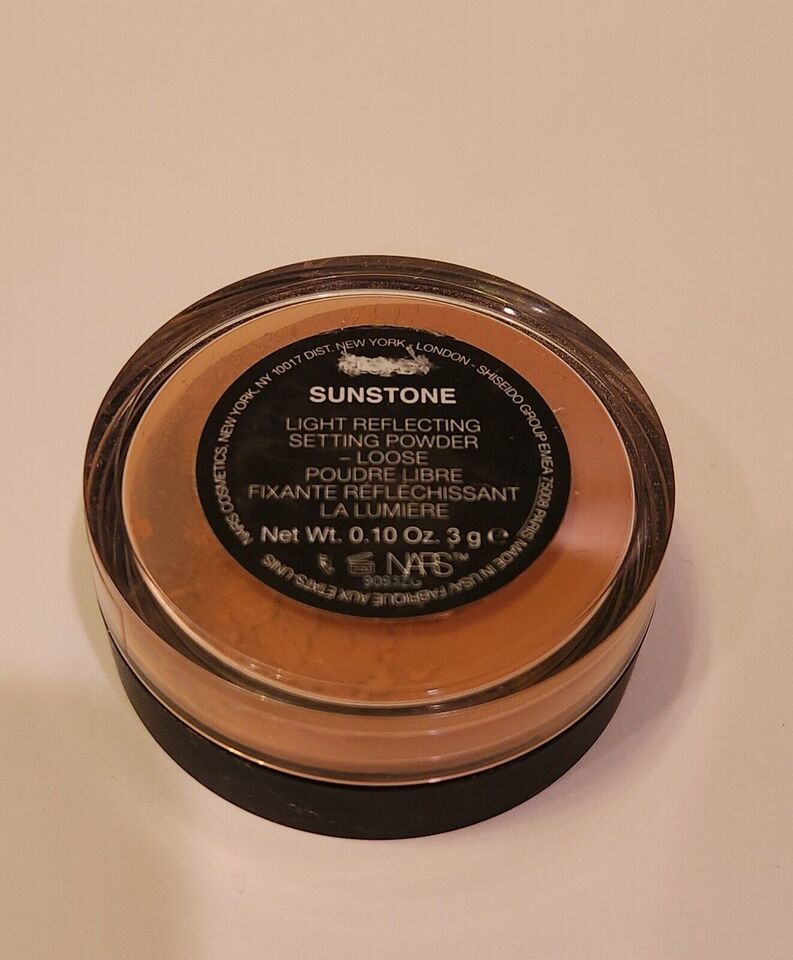 SUNSTONE
LIGHT REFLECTING
SETTING POWDER
– LOOSE
POUDRE LIBRE
FIXANTE RÉFLÉCHISSANT
LA LUMIÈRE
Net Wt. 0.10 Oz. 3 g ℮
NARS™
9093ZG
NARS COSMETICS, NEW YORK, NY 10017 DIST. NEW YORK - LONDON - SHISEIDO GROUP EMEA 75008 PARIS MADE IN USA/ FABRIQUÉ AUX ÉTATS UNIS